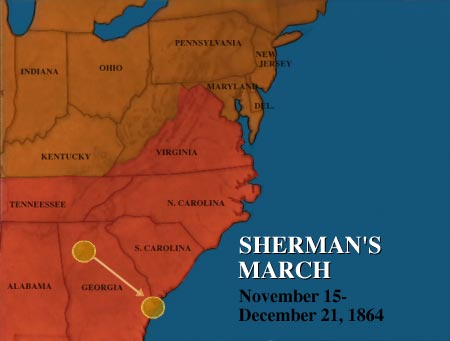 PENNSYLVANIA
NEW
JERSEY
OHIO
INDIANA
MARYLAND
DEL.
KENTUCKY
VIRGINIA
TENNESSEE
N. CAROLINA
S. CAROLINA
ALABAMA
GEORGIA
SHERMAN'S
MARCH
November 15-
December 21, 1864